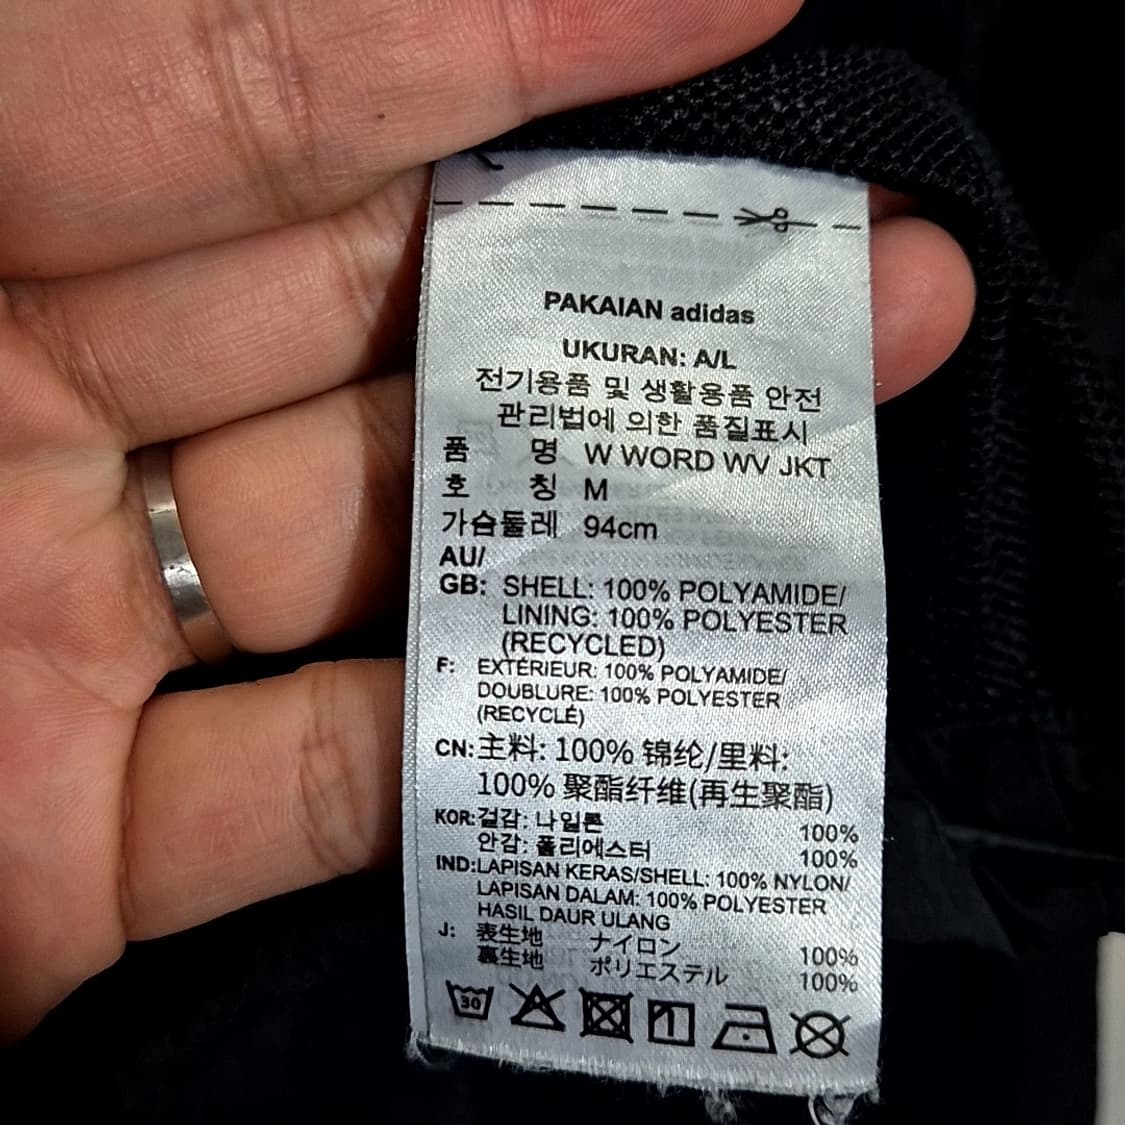 PAKAIAN adidas
UKURAN: A/L
전기용품 및 생활용품 안전
관리법에 의한 품질표시
품 명 W WORD WV JKT
호 칭 M
가슴둘레 94cm
AU/
GB: SHELL: 100% POLYAMIDE/
LINING: 100% POLYESTER
(RECYCLED)
F: EXTÉRIEUR: 100% POLYAMIDE/
DOUBLURE: 100% POLYESTER
(RECYCLÉ)
CN: 主料: 100% 锦纶/里料:
100% 聚酯纤维(再生聚酯)
KOR: 겉감: 나일론 100%
안감: 폴리에스터 100%
IND: LAPISAN KERAS/SHELL: 100% NYLON/
LAPISAN DALAM: 100% POLYESTER
HASIL DAUR ULANG
J: 表生地 ナイロン 100%
裏生地 ポリエステル 100%
30